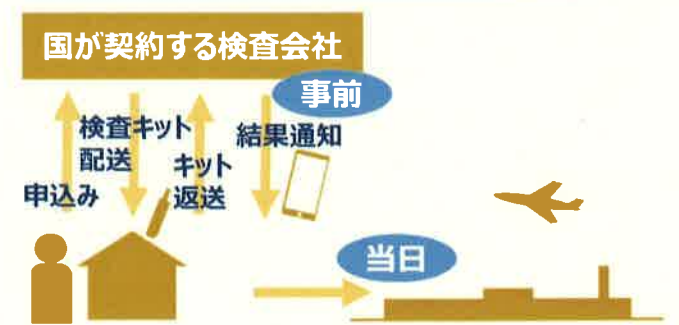 国が契約する検査会社
事前
検査キット
配送
結果通知
キット
返送
申込み
当日